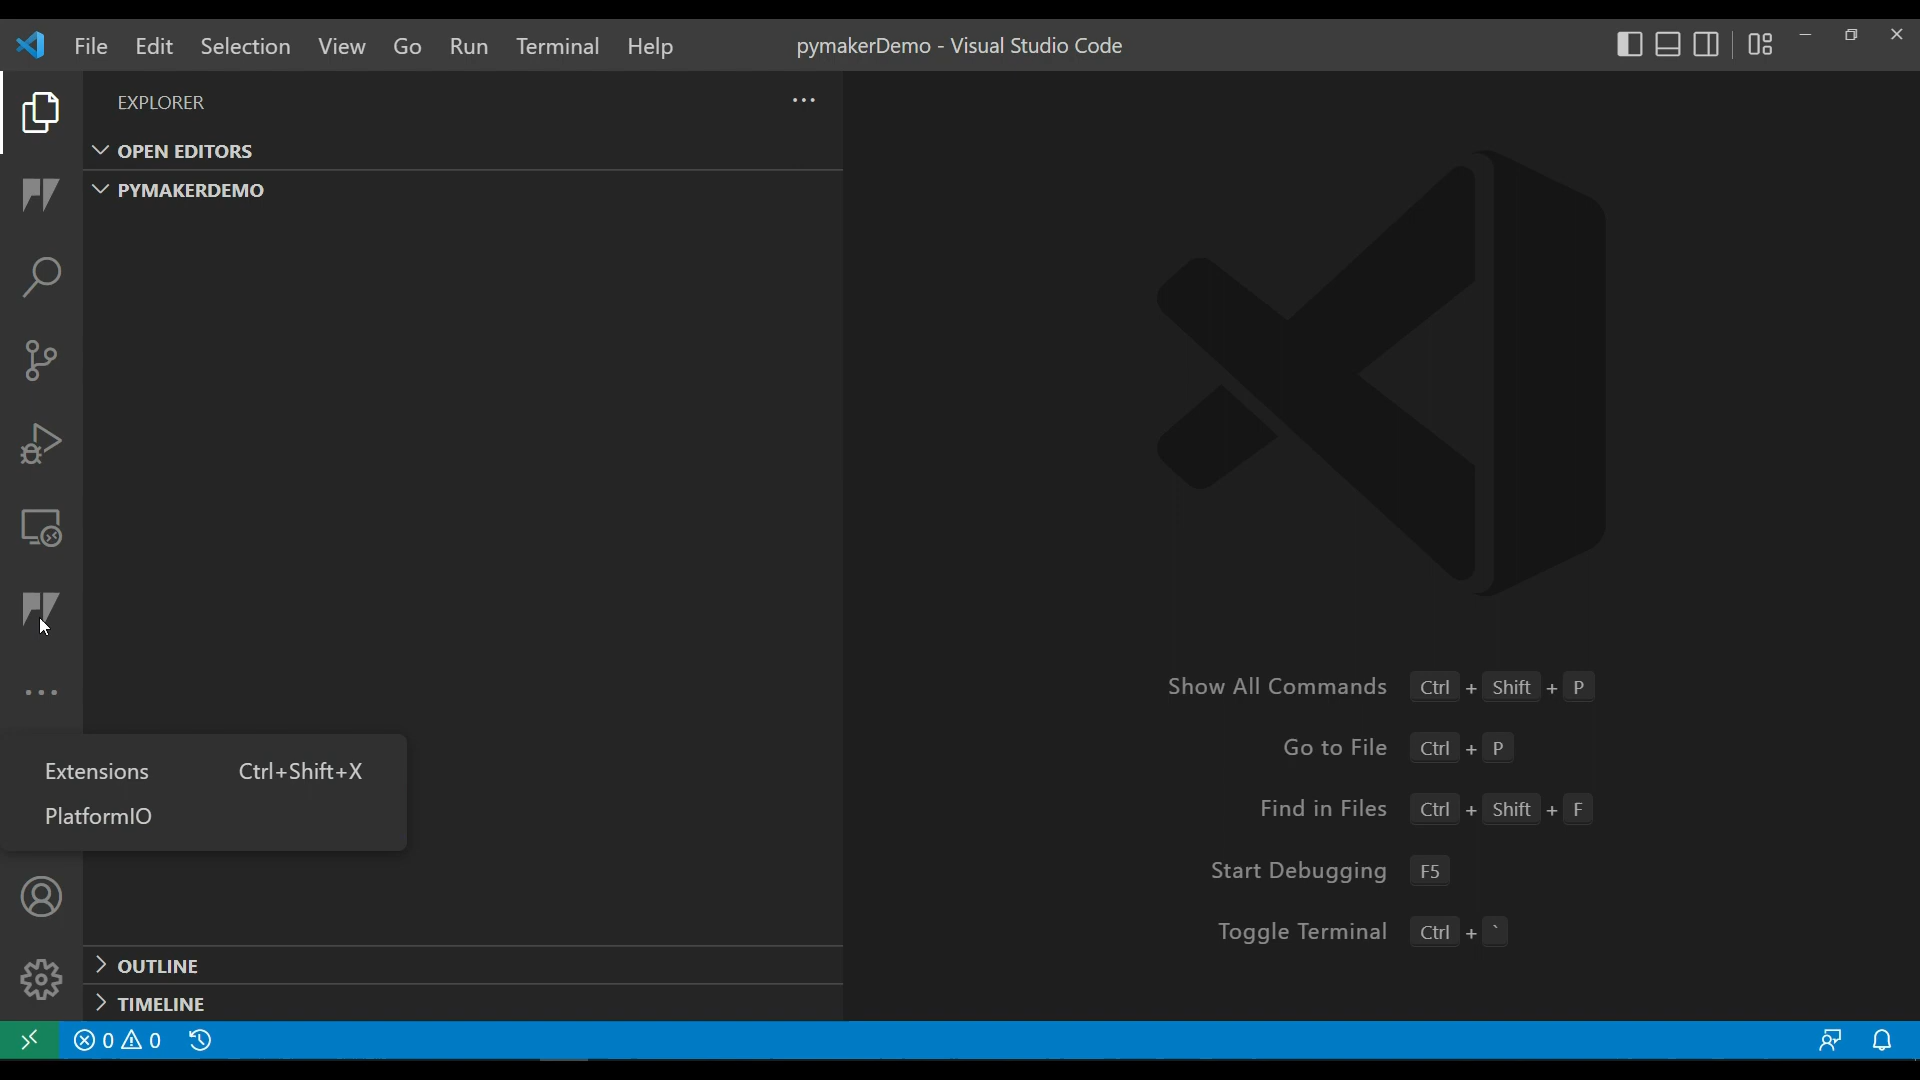 File Edit Selection View Go Run Terminal Help pymakerDemo - Visual Studio Code
EXPLORER
OPEN EDITORS
PYMAKERDEMO
Show All Commands Ctrl + Shift + P
Go to File Ctrl + P
Extensions Ctrl+Shift+X
PlatformIO
Find in Files Ctrl + Shift + F
Start Debugging F5
Toggle Terminal Ctrl + `
OUTLINE
TIMELINE
0 0